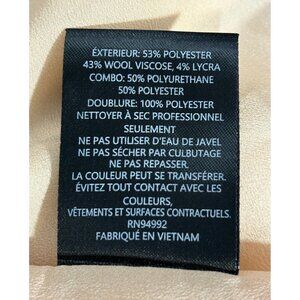 ÉXTERIEUR: 53% POLYESTER
43% WOOL VISCOSE, 4% LYCRA
COMBO: 50% POLYURETHANE
50% POLYESTER
DOUBLURE: 100% POLYESTER
NETTOYER À SEC PROFESSIONNEL
SEULEMENT
NE PAS UTILISER D'EAU DE JAVEL
NE PAS SÉCHER PAR CULBUTAGE
NE PAS REPASSER.
LA COULEUR PEUT SE TRANSFÉRER.
ÉVITEZ TOUT CONTACT AVEC LES
COULEURS,
VÊTEMENTS ET SURFACES CONTRACTUELS.
RN94992
FABRIQUÉ EN VIETNAM